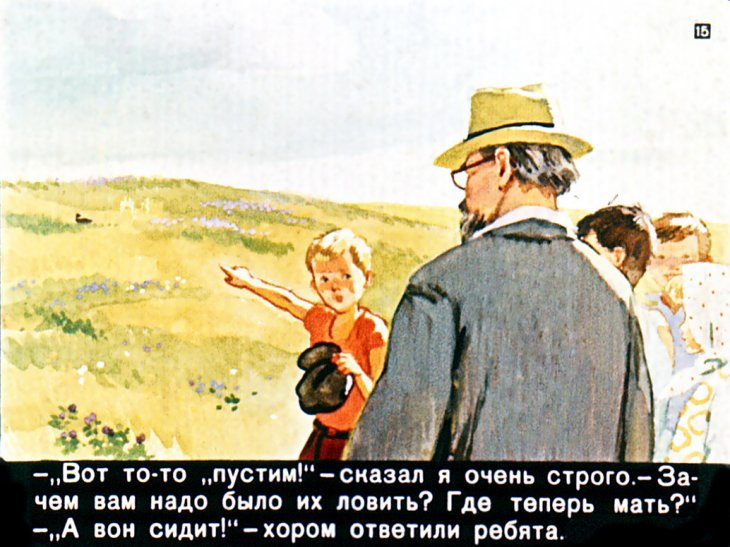 15
–„Вот то-то „пустим!“ – сказал я очень строго. – За-
чем вам надо было их ловить? Где теперь мать?“
–„А вон сидит!“ – хором ответили ребята.